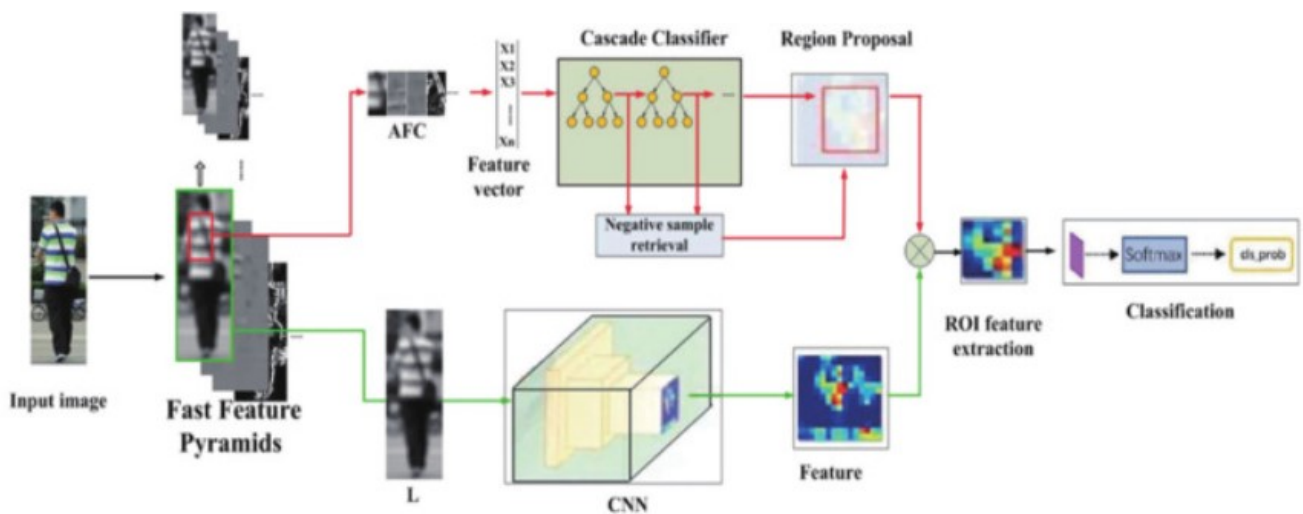 Cascade Classifier
Region Proposal
X1
X2
X3
Xn
AFC
Feature
vector
Negative sample
retrieval
Input image
Fast Feature
Pyramids
L
CNN
Feature
ROI feature
extraction
Softmax
cls_prob
Classification